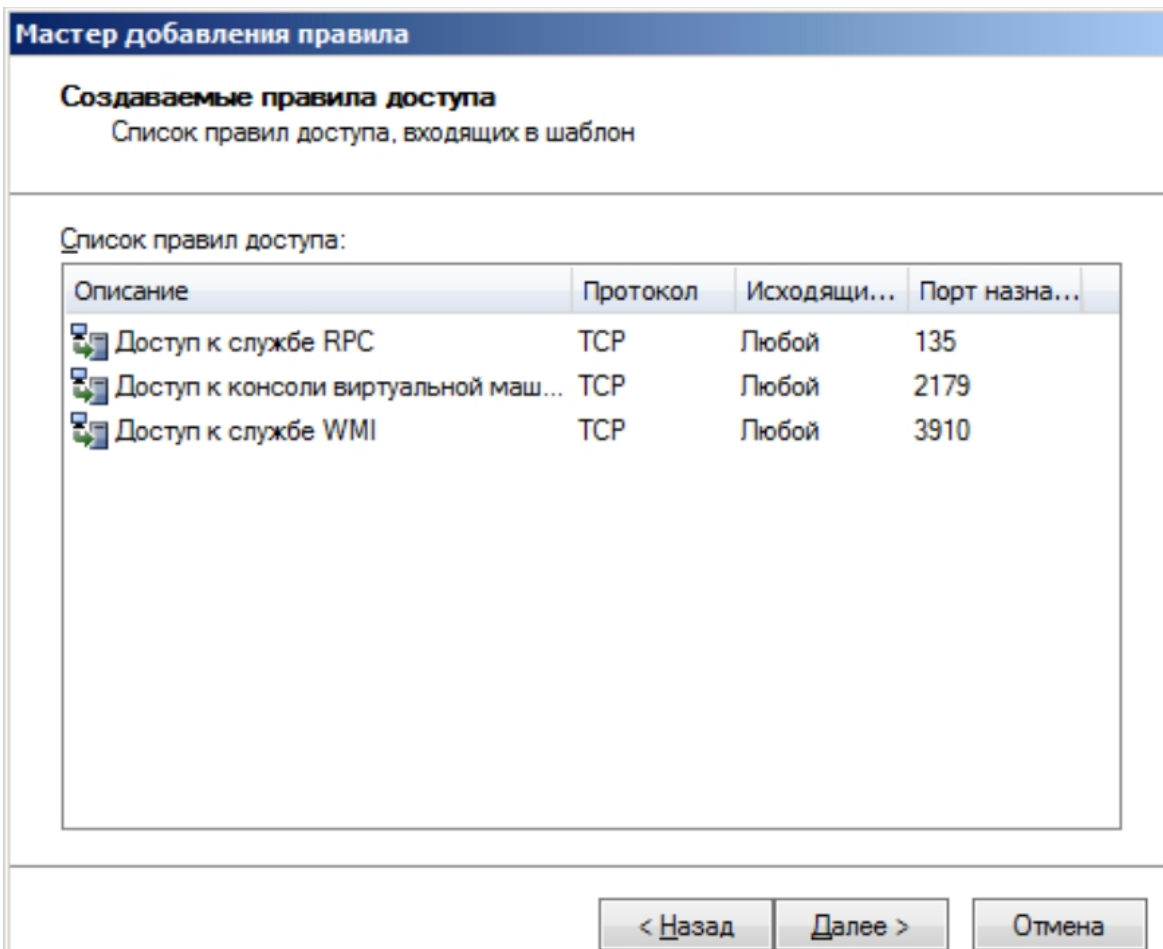 Мастер добавления правила
Создаваемые правила доступа
Список правил доступа, входящих в шаблон
Список правил доступа:
Описание Протокол Исходящи... Порт назна...
Доступ к службе RPC TCP Любой 135
Доступ к консоли виртуальной маш... TCP Любой 2179
Доступ к службе WMI TCP Любой 3910
< Назад Далее > Отмена